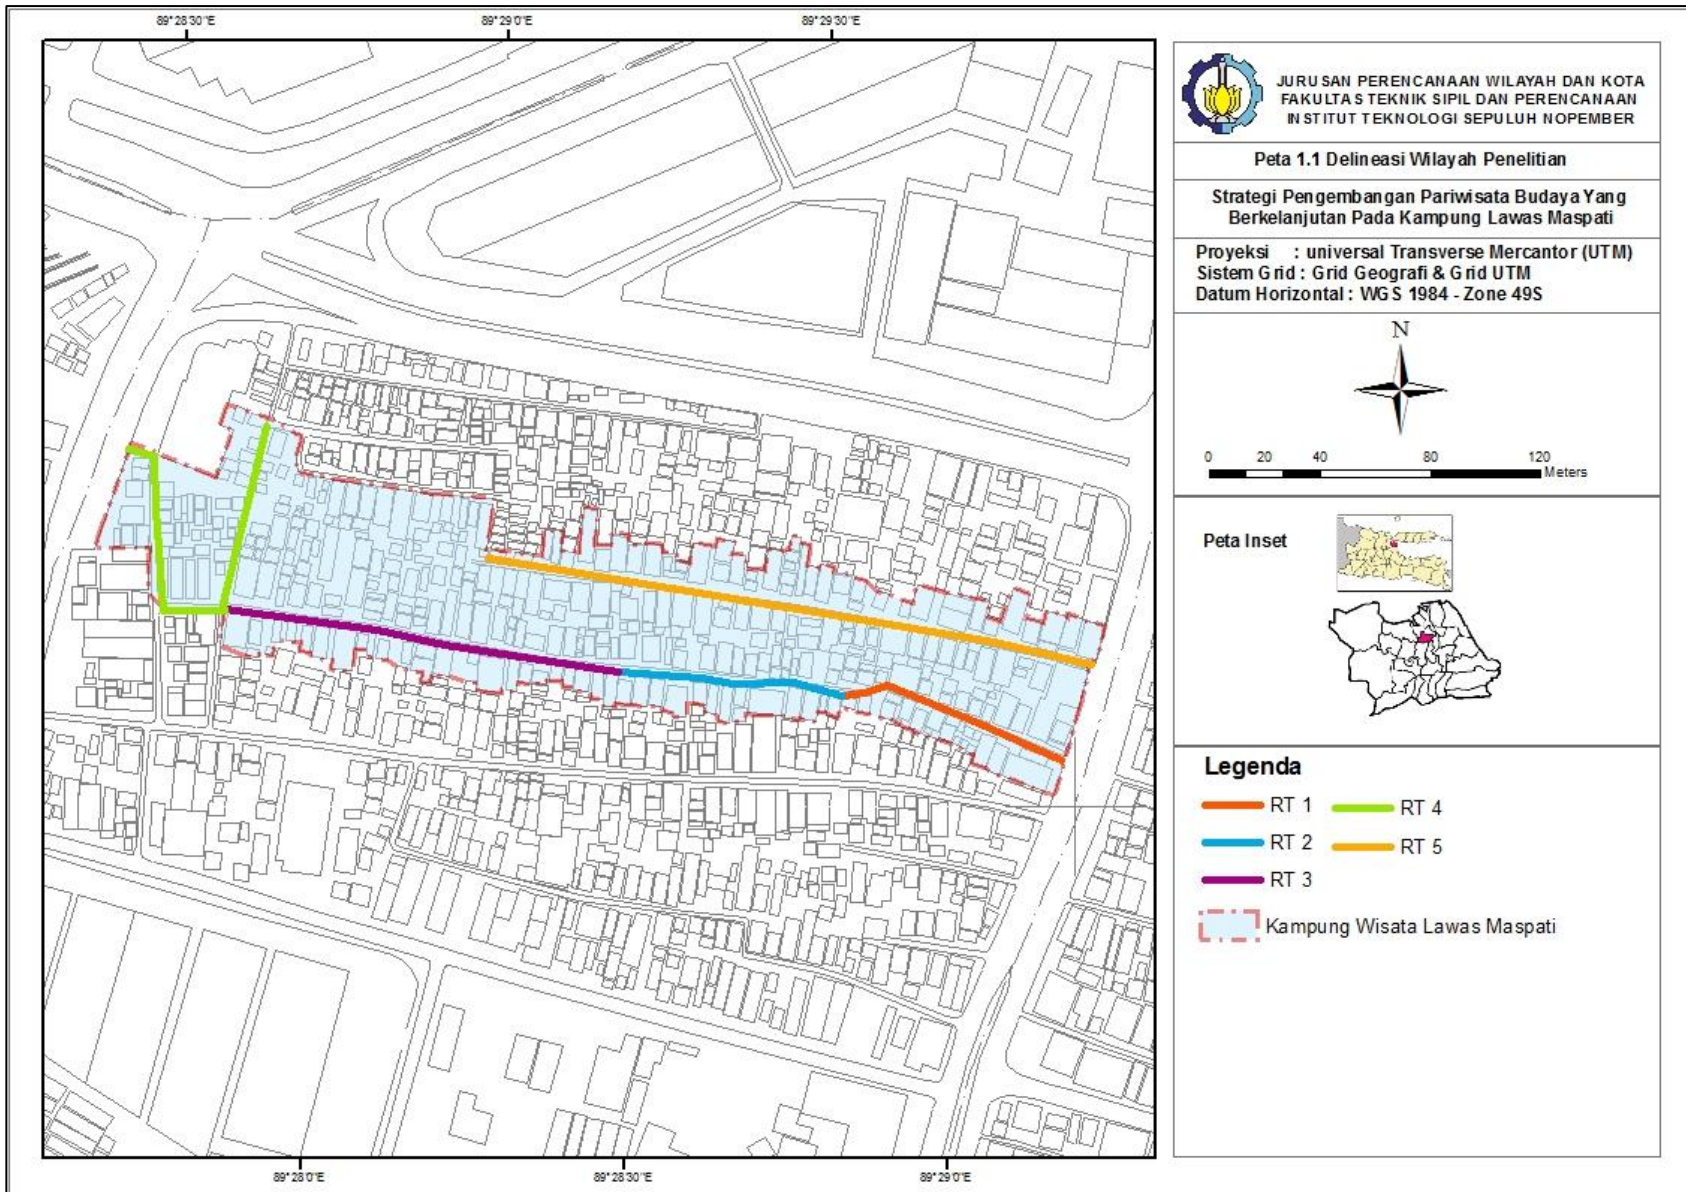 89°28'30"E 89°29'0"E 89°29'30"E
JURUSAN PERENCANAAN WILAYAH DAN KOTA
FAKULTAS TEKNIK SIPIL DAN PERENCANAAN
INSTITUT TEKNOLOGI SEPULUH NOPEMBER
Peta 1.1 Delineasi Wilayah Penelitian
Strategi Pengembangan Pariwisata Budaya Yang
Berkelanjutan Pada Kampung Lawas Maspati
Proyeksi : universal Transverse Mercantor (UTM)
Sistem Grid : Grid Geografi & Grid UTM
Datum Horizontal : WGS 1984 - Zone 49S
N
0 20 40 80 120
Meters
Peta Inset
Legenda
RT 1 RT 4
RT 2 RT 5
RT 3
Kampung Wisata Lawas Maspati
89°28'0"E 89°28'30"E 89°29'0"E